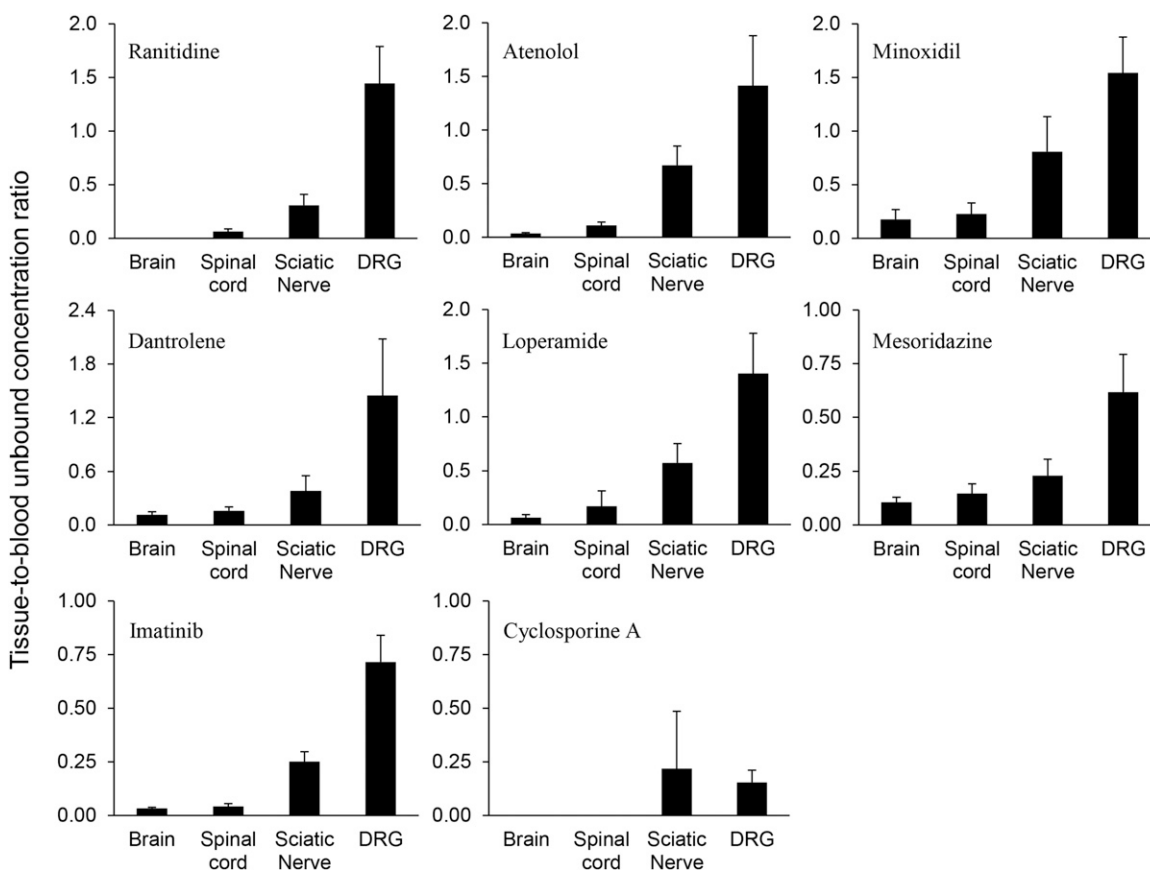 Tissue-to-blood unbound concentration ratio
Ranitidine
2.0
1.5
1.0
0.5
0.0
Brain
Spinal
cord
Sciatic
Nerve
DRG
Atenolol
2.0
1.5
1.0
0.5
0.0
Brain
Spinal
cord
Sciatic
Nerve
DRG
Minoxidil
2.0
1.5
1.0
0.5
0.0
Brain
Spinal
cord
Sciatic
Nerve
DRG
Dantrolene
2.4
1.8
1.2
0.6
0.0
Brain
Spinal
cord
Sciatic
Nerve
DRG
Loperamide
2.0
1.5
1.0
0.5
0.0
Brain
Spinal
cord
Sciatic
Nerve
DRG
Mesoridazine
1.00
0.75
0.50
0.25
0.00
Brain
Spinal
cord
Sciatic
Nerve
DRG
Imatinib
1.00
0.75
0.50
0.25
0.00
Brain
Spinal
cord
Sciatic
Nerve
DRG
Cyclosporine A
1.00
0.75
0.50
0.25
0.00
Brain
Spinal
cord
Sciatic
Nerve
DRG